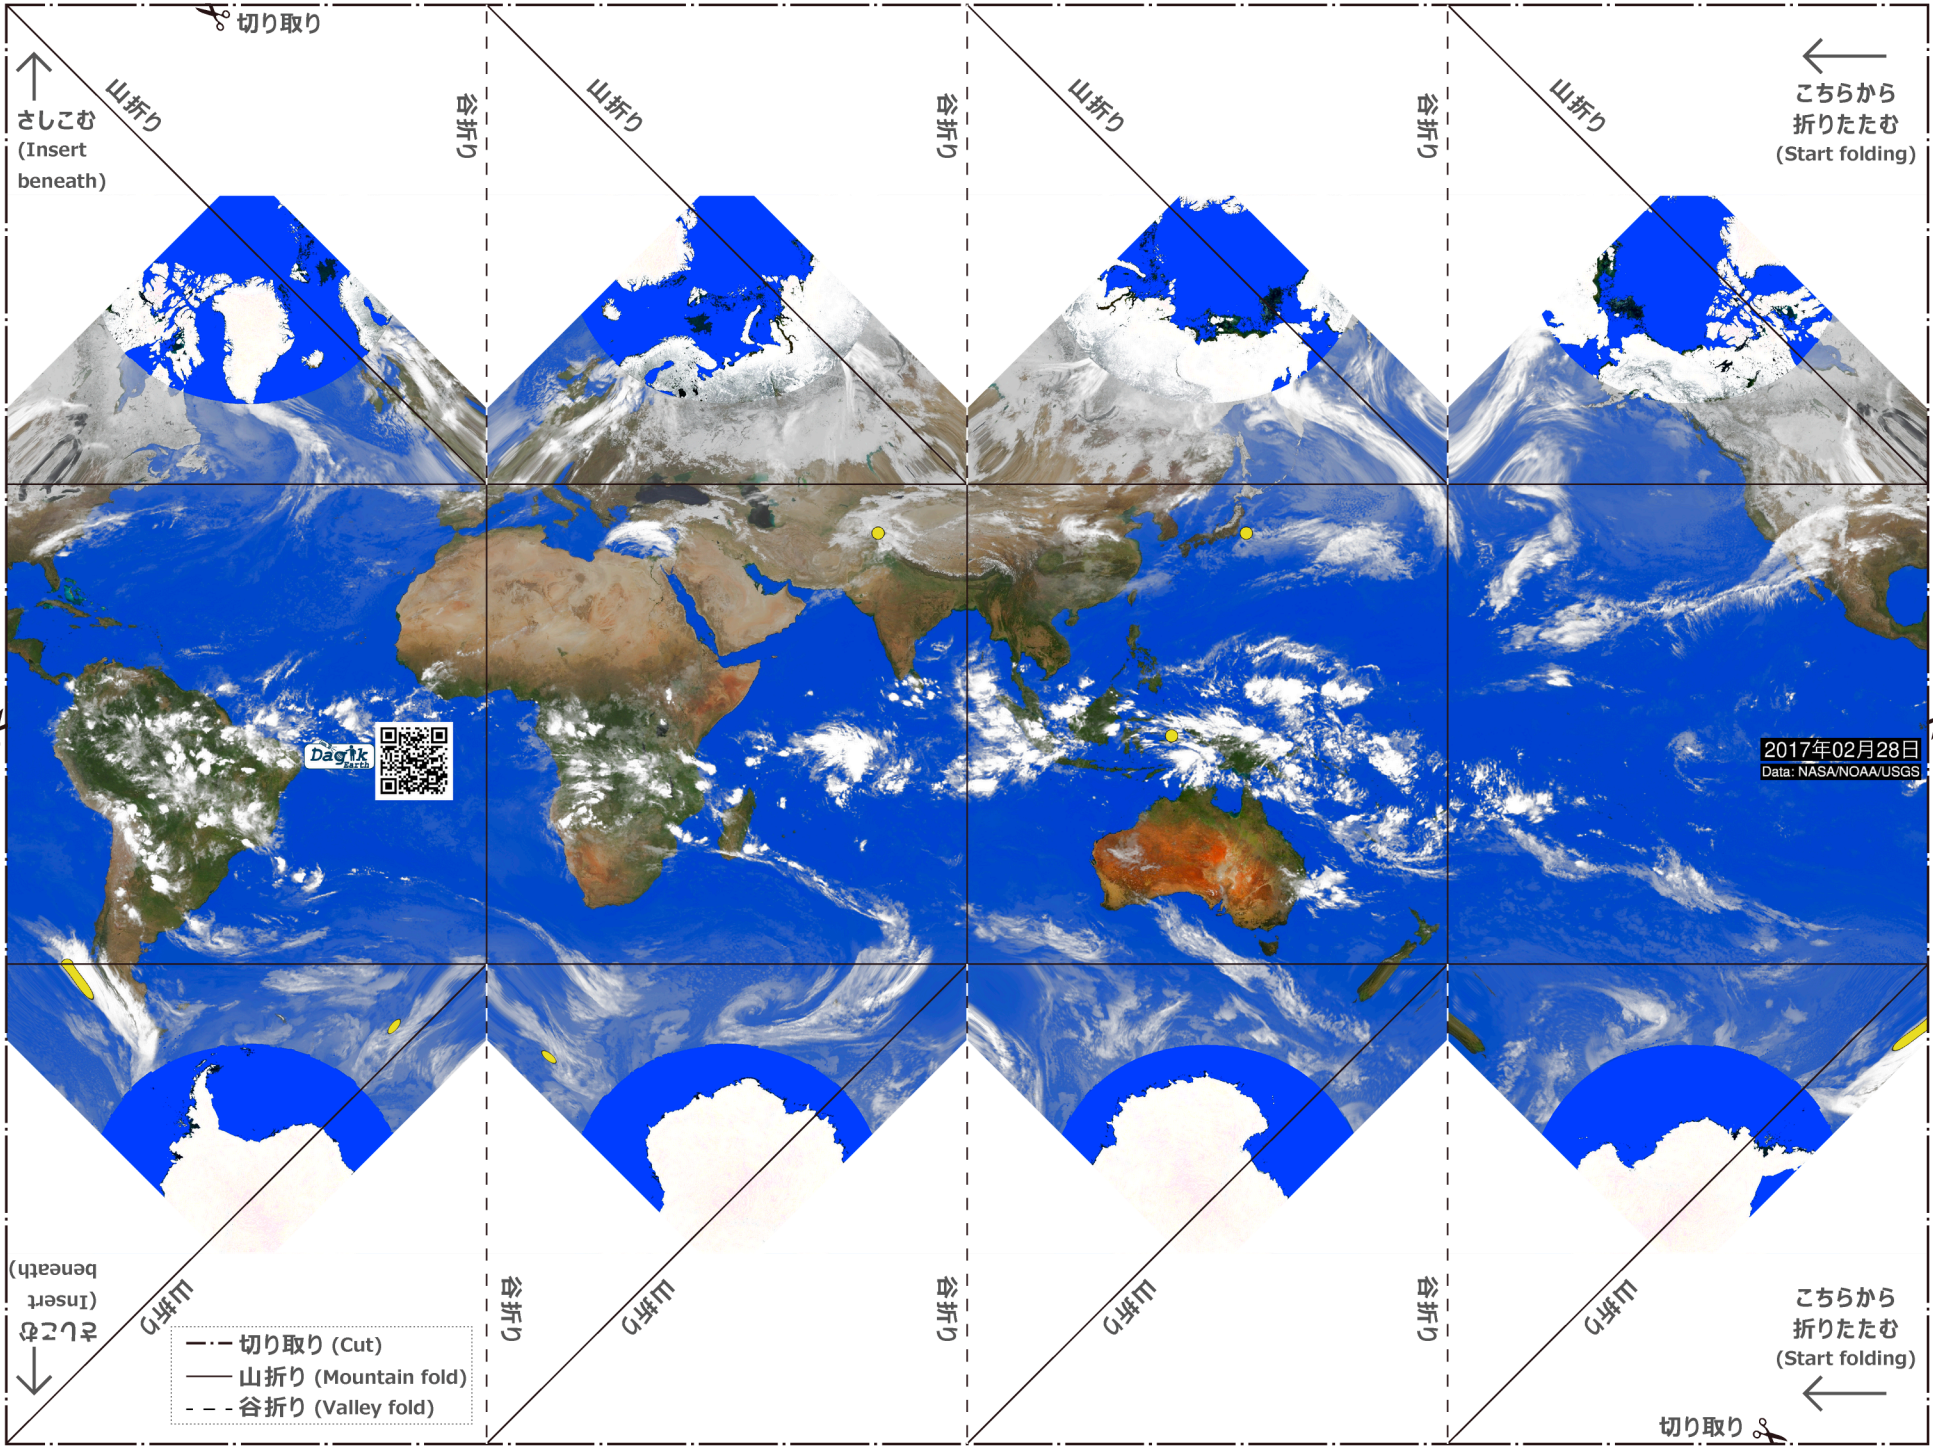 切り取り
山折り
谷折り
山折り
谷折り
山折り
谷折り
山折り
さしこむ
(Insert
beneath)
こちらから
折りたたむ
(Start folding)
Dagik
Earth
2017年02月28日
Data: NASA/NOAA/USGS
さしこむ
(Insert
beneath)
山折り
谷折り
山折り
谷折り
山折り
谷折り
山折り
こちらから
折りたたむ
(Start folding)
切り取り (Cut)
山折り (Mountain fold)
谷折り (Valley fold)
切り取り